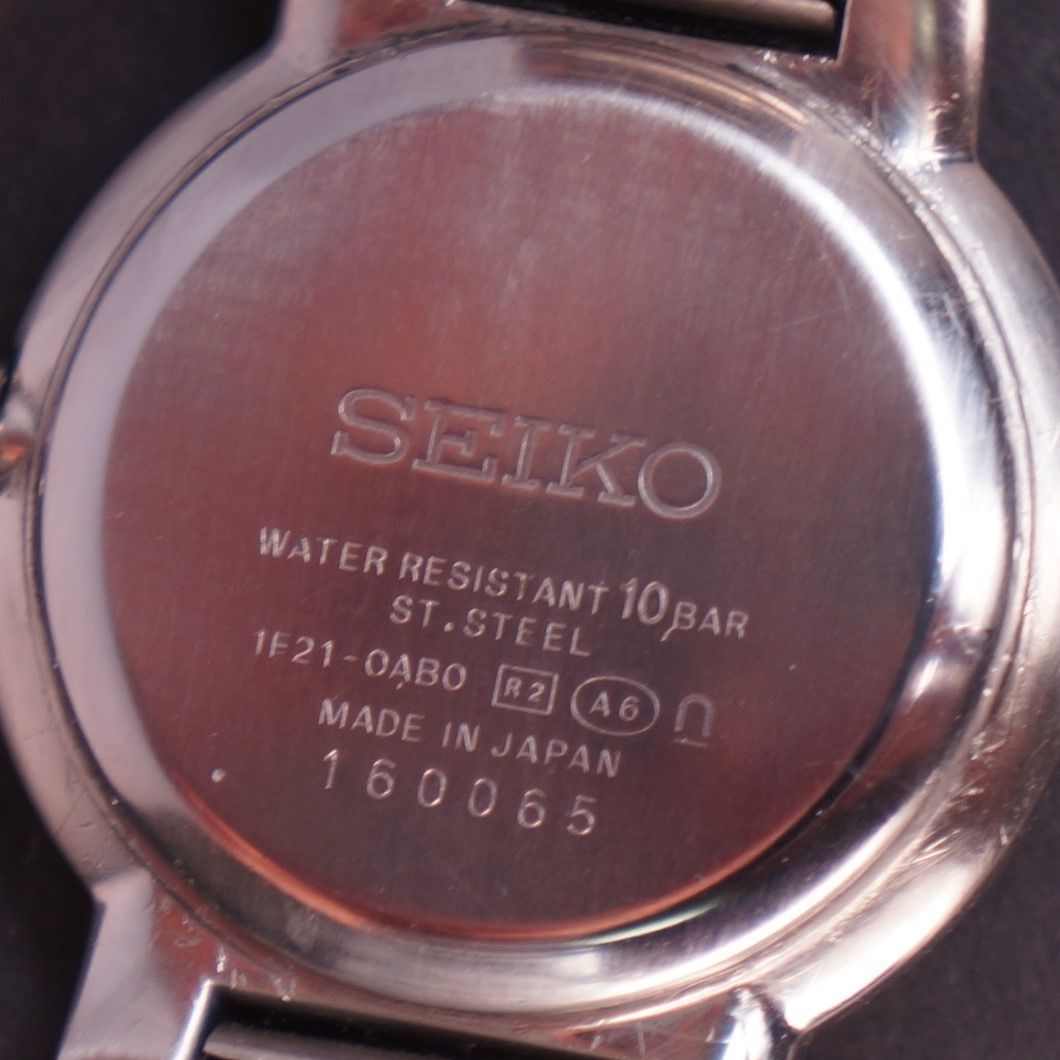 SEIKO
WATER RESISTANT 10 BAR
ST.STEEL
1F21-0AB0 R2 A6
MADE IN JAPAN
160065